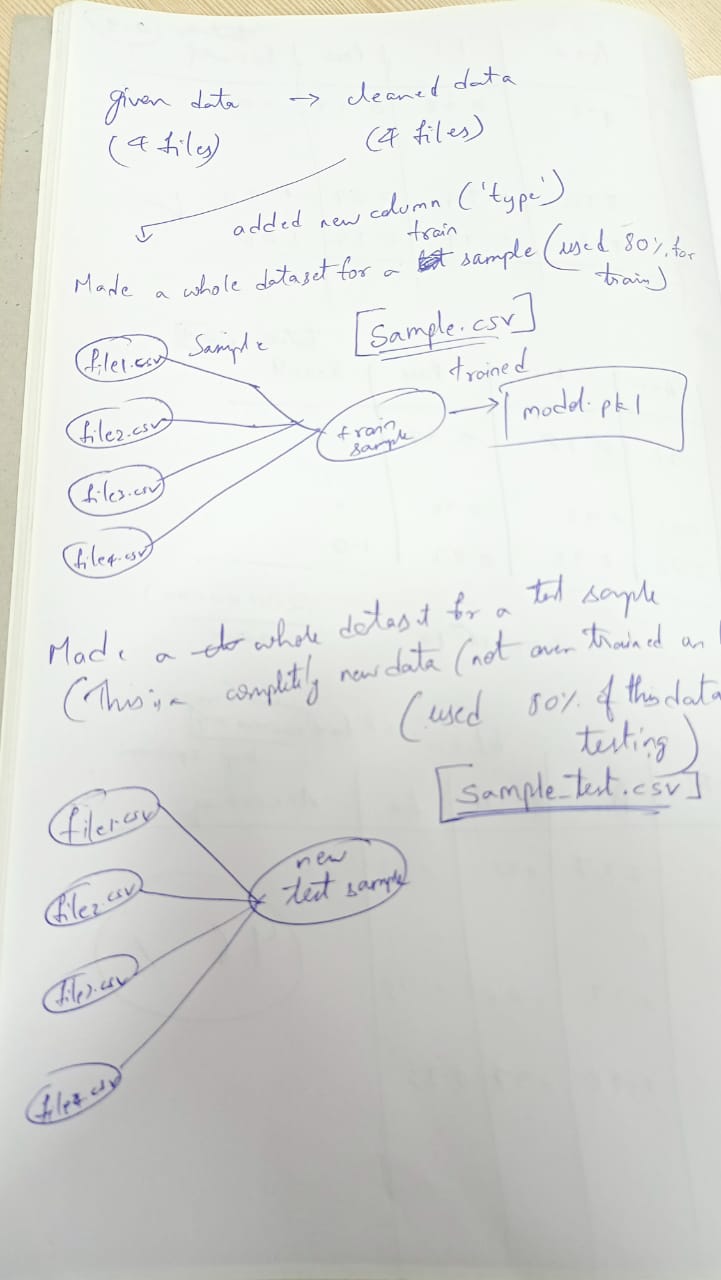 given data → cleaned data
(4 files) (4 files)
added new column ('type')
train
Made a whole dataset for a sample (used 80% for
train)
[Sample.csv]
file1.csv Sample
trained
file2.csv
train
sample
→ model.pkl
file3.csv
file4.csv
Made a whole dataset for a test sample
(This is completely new data (not over trained on
(used 80% of this data
testing)
[sample_test.csv]
file1.csv
new
test sample
file2.csv
file3.csv
file4.csv